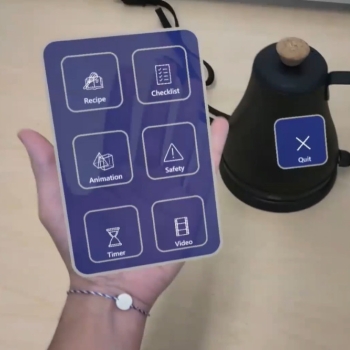 Recipe
Checklist
Animation
Safety
Timer
Video
Quit